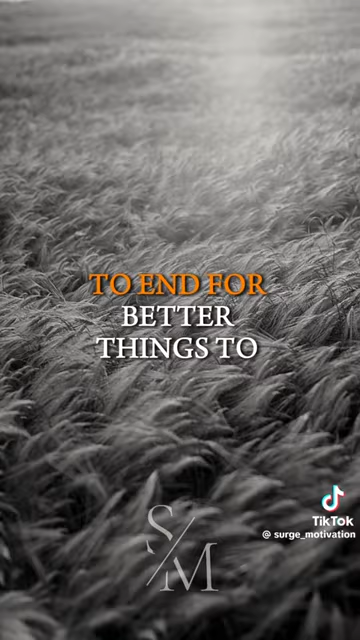 TO END FOR
BETTER
THINGS TO
S/M
TikTok
@ surge_motivation